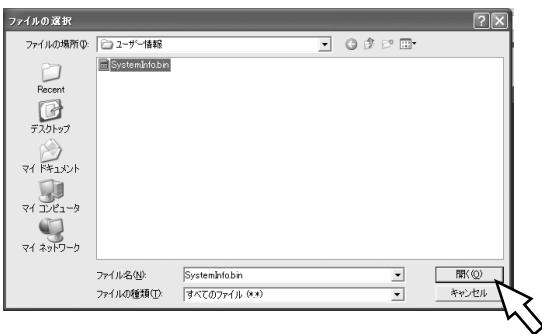 ファイルの選択
ファイルの場所(I):
ユーザー情報
SystemInfo.bin
Recent
デスクトップ
マイ ドキュメント
マイ コンピュータ
マイ ネットワーク
ファイル名(N):
SystemInfo.bin
開く(O)
ファイルの種類(T):
すべてのファイル (*.*)
キャンセル